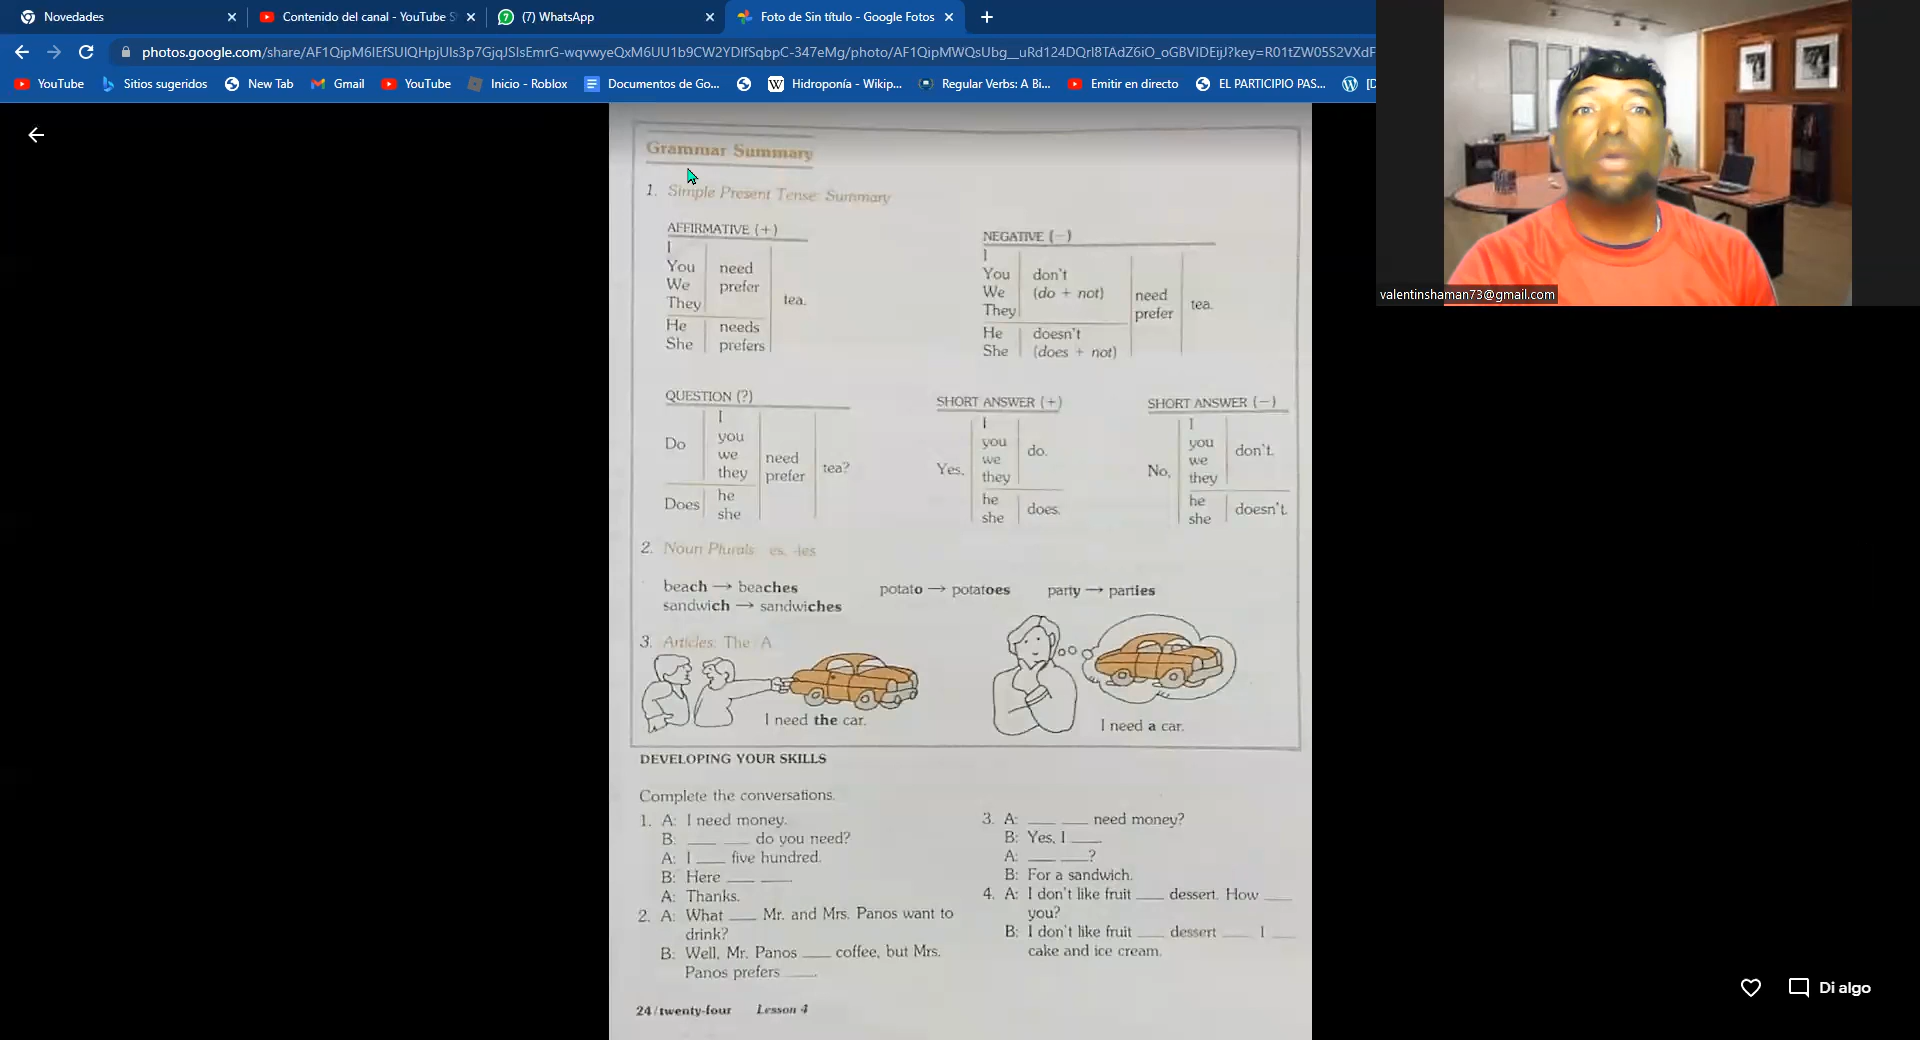 Novedades
Contenido del canal - YouTube S
(7) WhatsApp
Foto de Sin título - Google Fotos
photos.google.com/share/AF1QipM6IEfSUlQHpjUIs3p7GjqJSIsEmrG-wqvwyeQxM6UU1b9CW2YDIfSqbpC-347eMg/photo/AF1QipMWQsUbg__uRd124DQrl8TAdZ6iO_oGBVIDEijJ?key=R01tZW05S2VXdF
YouTube Sitios sugeridos New Tab Gmail YouTube Inicio - Roblox Documentos de Go... Hidroponía - Wikip... Regular Verbs: A Bi... Emitir en directo EL PARTICIPIO PAS... [D
valentinshaman73@gmail.com
Grammar Summary
1. Simple Present Tense: Summary
AFFIRMATIVE (+)
I
You need
We prefer
They
tea.
He needs
She prefers
NEGATIVE (−)
I
You don't
We (do + not)
They
need
prefer
tea.
He doesn't
She (does + not)
QUESTION (?)
I
Do you
we
they
need
prefer
tea?
Does he
she
SHORT ANSWER (+)
Yes,
I
you
we
they
do.
he
she
does.
SHORT ANSWER (−)
No,
I
you
we
they
don't.
he
she
doesn't.
2. Noun Plurals: es, -ies
beach → beaches potato → potatoes party → parties
sandwich → sandwiches
3. Articles: The A
I need the car.
I need a car.
DEVELOPING YOUR SKILLS
Complete the conversations.
1. A: I need money.
B: ___ ___ do you need?
A: I ___ five hundred.
B: Here ___ ___.
A: Thanks.
2. A: What ___ Mr. and Mrs. Panos want to
drink?
B: Well, Mr. Panos ___ coffee, but Mrs.
Panos prefers ___.
3. A: ___ ___ need money?
B: Yes, I ___.
A: ___ ___?
B: For a sandwich.
4. A: I don't like fruit ___ dessert. How ___
you?
B: I don't like fruit ___ dessert ___ I ___
cake and ice cream.
24/twenty-four Lesson 4
Di algo